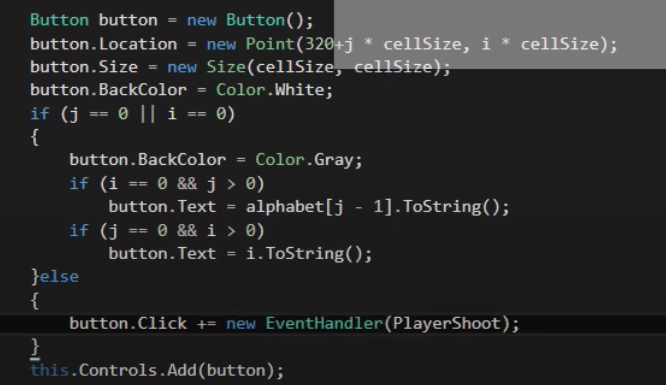 Button button = new Button();
button.Location = new Point(320+j * cellSize, i * cellSize);
button.Size = new Size(cellSize, cellSize);
button.BackColor = Color.White;
if (j == 0 || i == 0)
{
    button.BackColor = Color.Gray;
    if (i == 0 && j > 0)
        button.Text = alphabet[j - 1].ToString();
    if (j == 0 && i > 0)
        button.Text = i.ToString();
}else
{
    button.Click += new EventHandler(PlayerShoot);
}
this.Controls.Add(button);